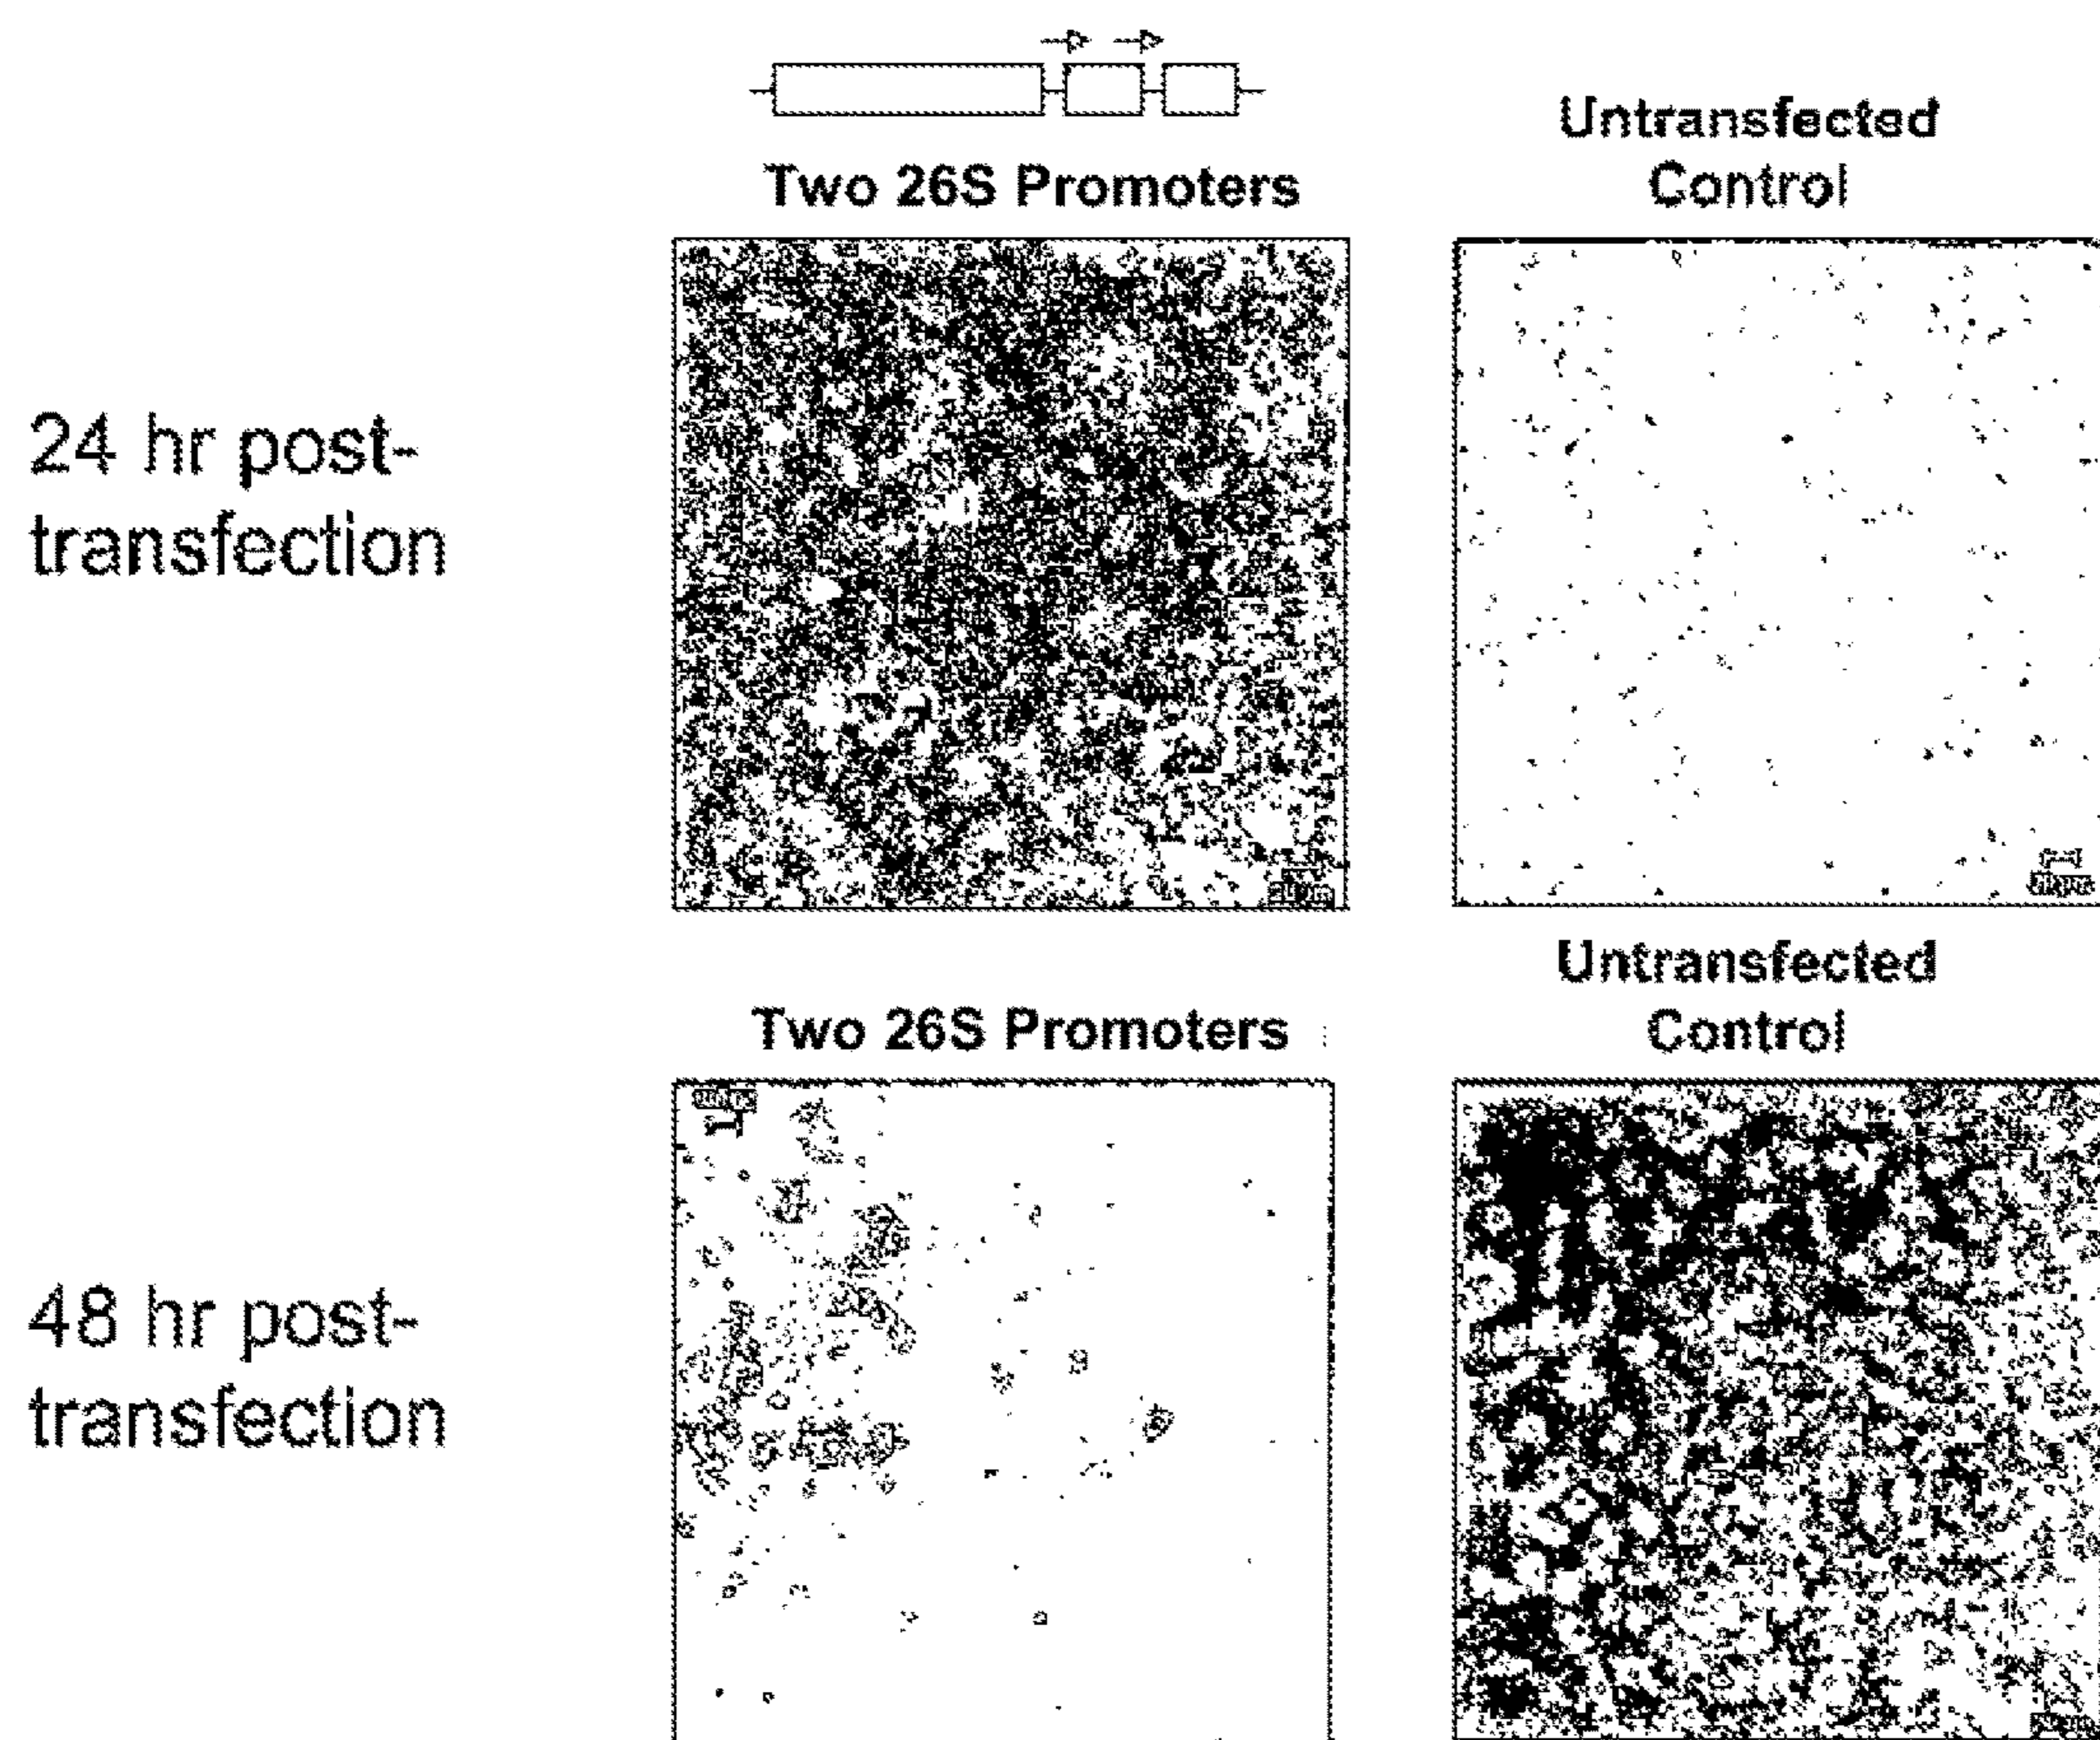 Two 26S Promoters
Untransfected
Control
24 hr post-
transfection
Two 26S Promoters
Untransfected
Control
48 hr post-
transfection